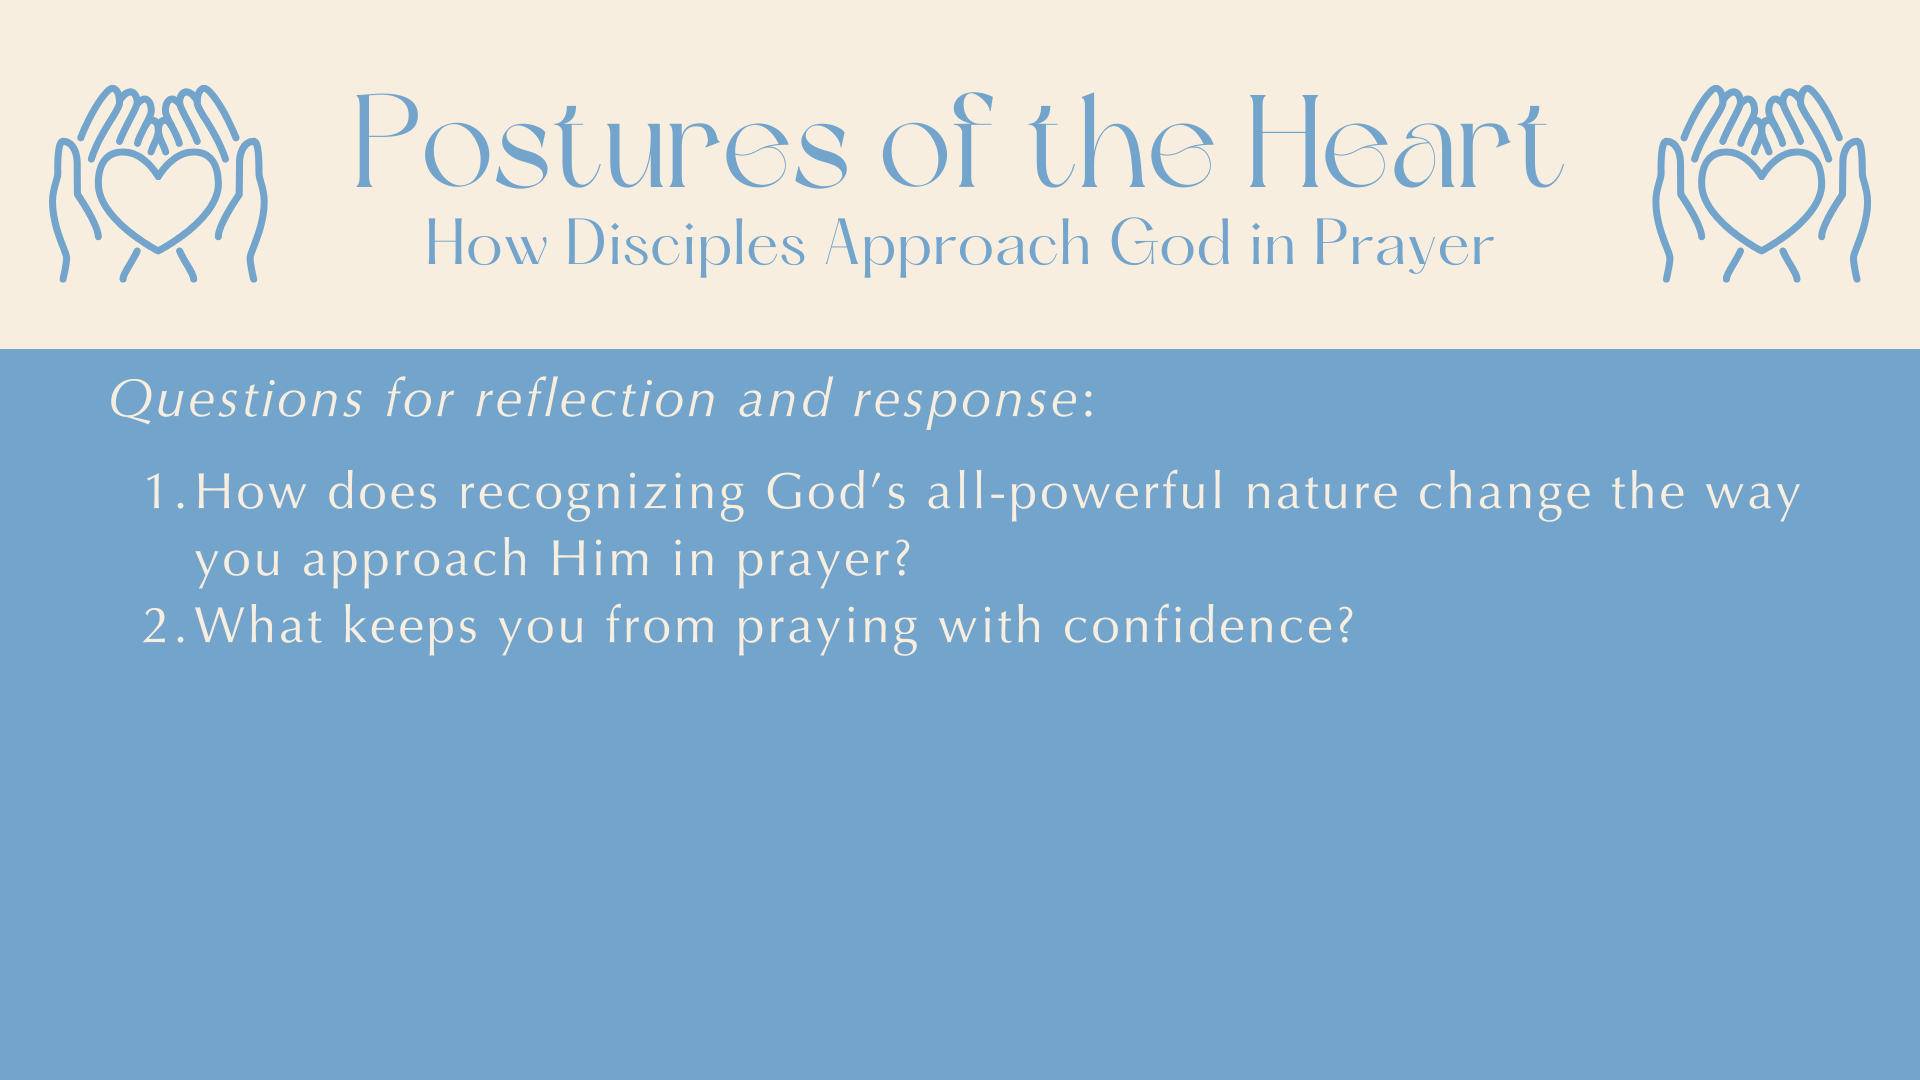 Postures of the Heart
How Disciples Approach God in Prayer
Questions for reflection and response:
1. How does recognizing God’s all-powerful nature change the way
you approach Him in prayer?
2. What keeps you from praying with confidence?